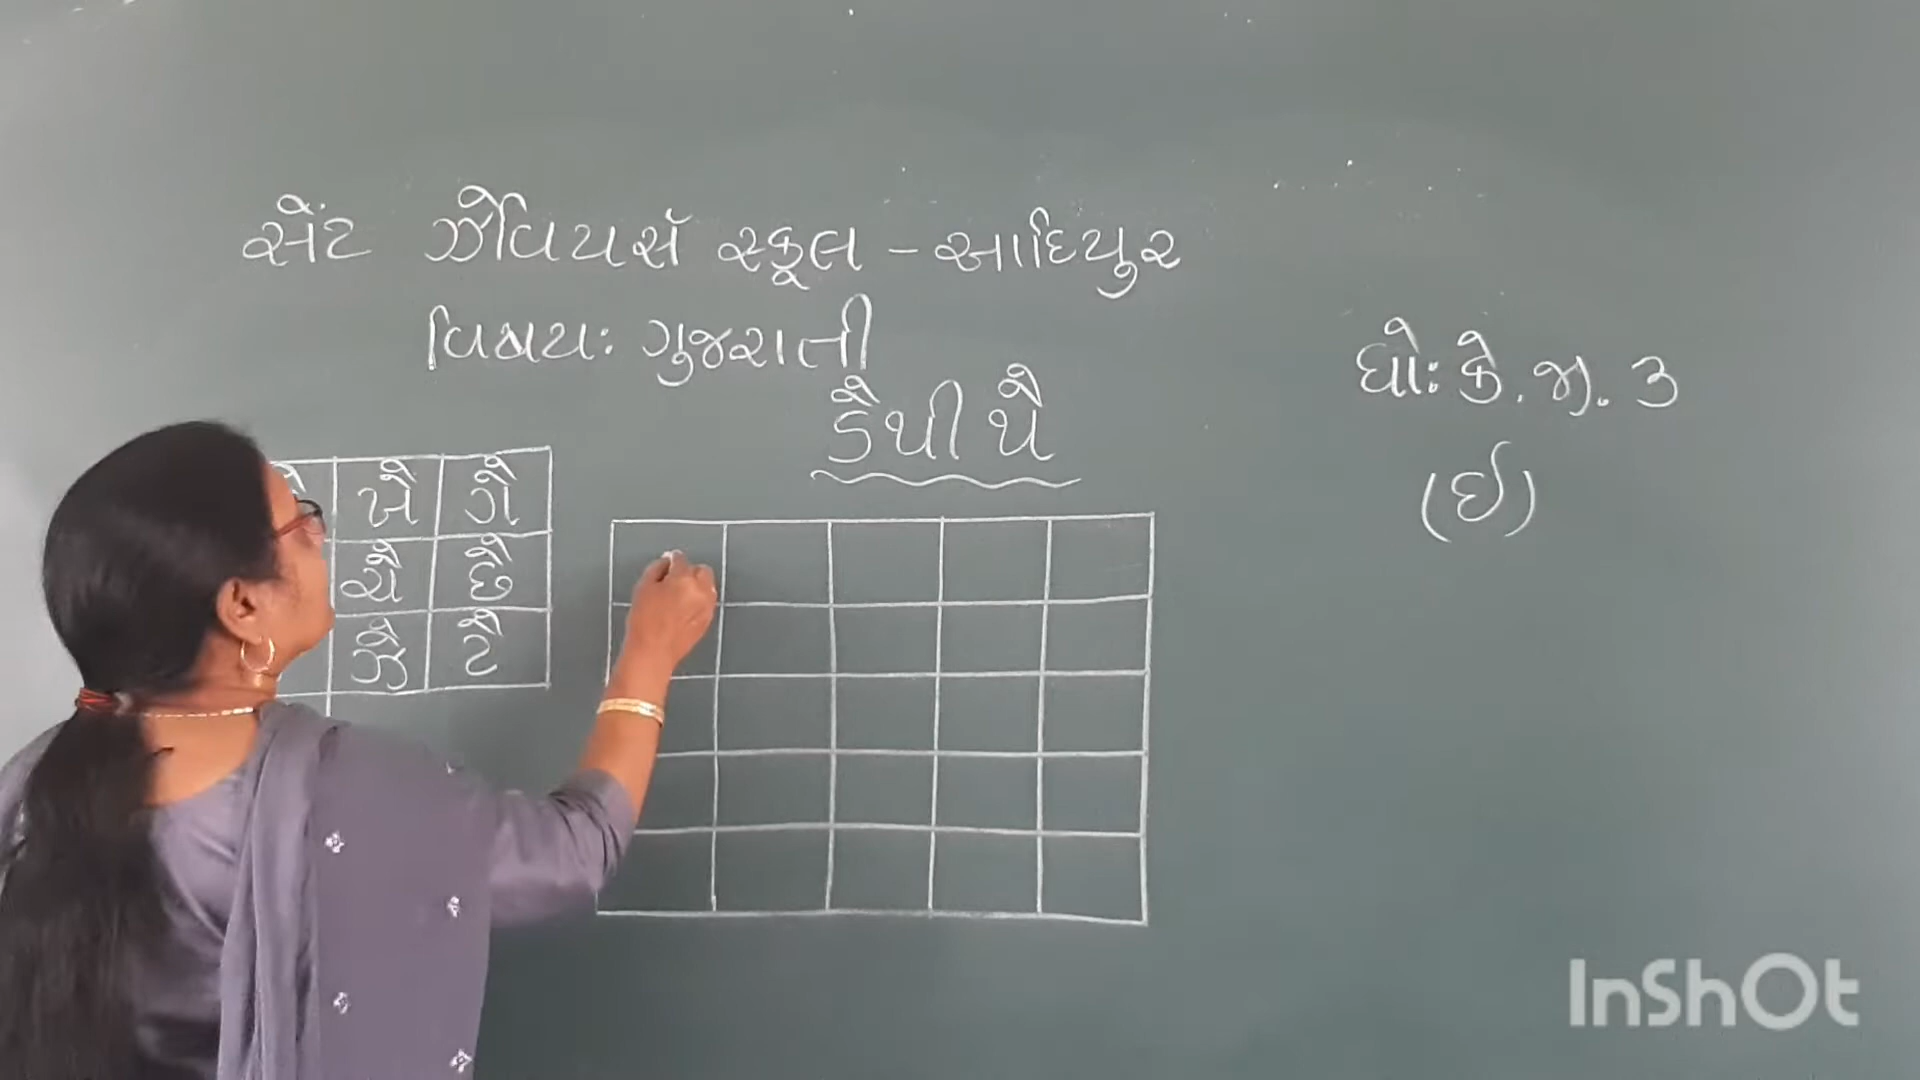 સેંટ ઝેવિયર્સ સ્કૂલ - આદિપુર
વિષય: ગુજરાતી
ધો: કે.જી. ૩
કૈ થી થૈ
(ઈ)
ખૈ ગૈ
ચૈ છૈ
ઝૈ ટૈ
InShOt